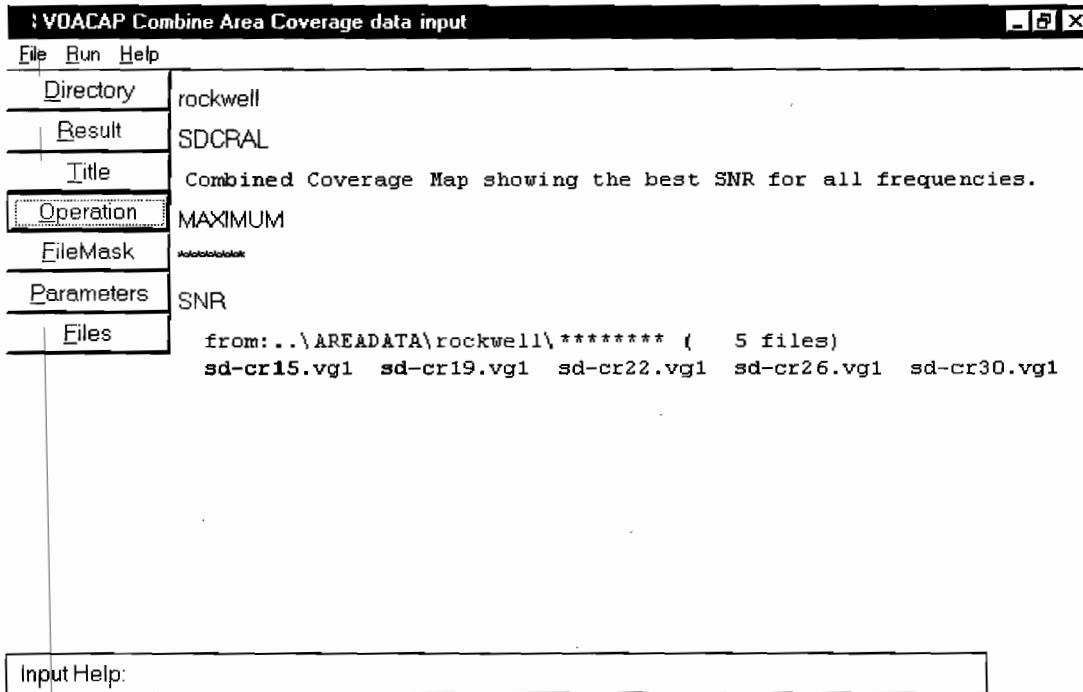 VOACAP Combine Area Coverage data input
File Run Help
Directory rockwell
Result SDCRAL
Title Combined Coverage Map showing the best SNR for all frequencies.
Operation MAXIMUM
FileMask ********
Parameters SNR
Files from:..\AREADATA\rockwell\******** ( 5 files)
sd-cr15.vg1 sd-cr19.vg1 sd-cr22.vg1 sd-cr26.vg1 sd-cr30.vg1
Input Help: